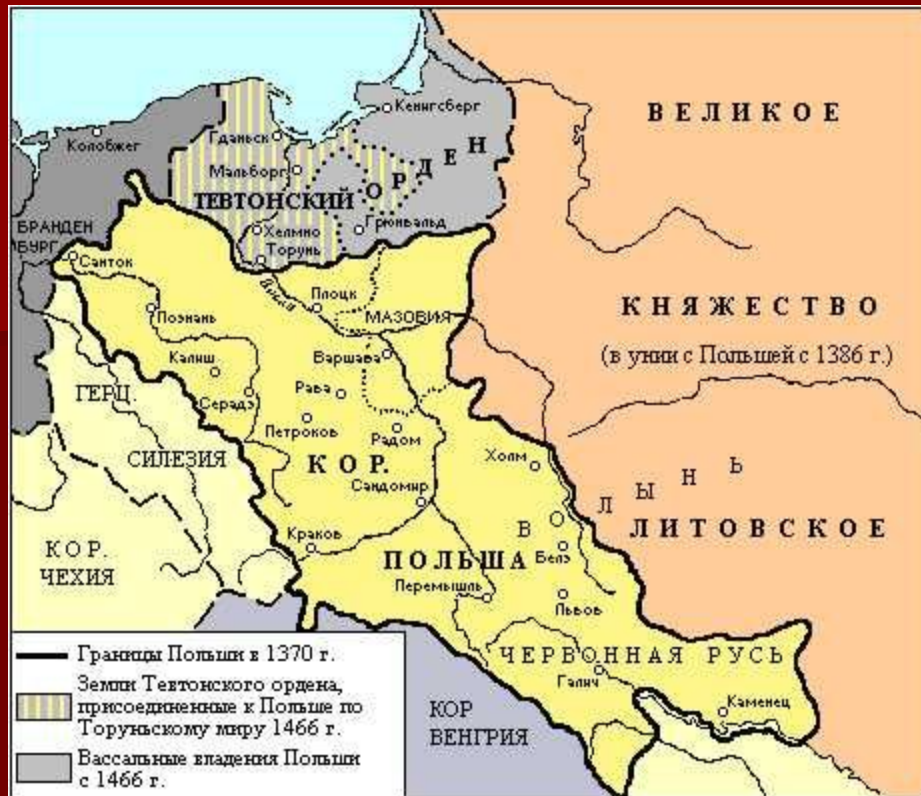 Кенигсберг
ВЕЛИКОЕ
Колобжег
Гданьск
Мальборг
ТЕВТОНСКИЙ ОРДЕН
БРАНДЕН
БУРГ
Хелмно
Грюнвальд
Торунь
Санток
Висла
Плоцк
МАЗОВИЯ
КНЯЖЕСТВО
(в унии с Польшей с 1386 г.)
Познань
Варшава
Калиш
Рава
ГЕРЦ.
Серадз
Петроков
Радом
СИЛЕЗИЯ
КОР.
Холм
Сандомир
ВОЛЫНЬ
ЛИТОВСКОЕ
КОР.
ЧЕХИЯ
Краков
ПОЛЬША
Белз
Перемышль
Львов
ЧЕРВОННАЯ РУСЬ
Галич
Каменец
КОР
ВЕНГРИЯ
Границы Польши в 1370 г.
Земли Тевтонского ордена,
присоединенные к Польше по
Торуньскому миру 1466 г.
Вассальные владения Польши
с 1466 г.